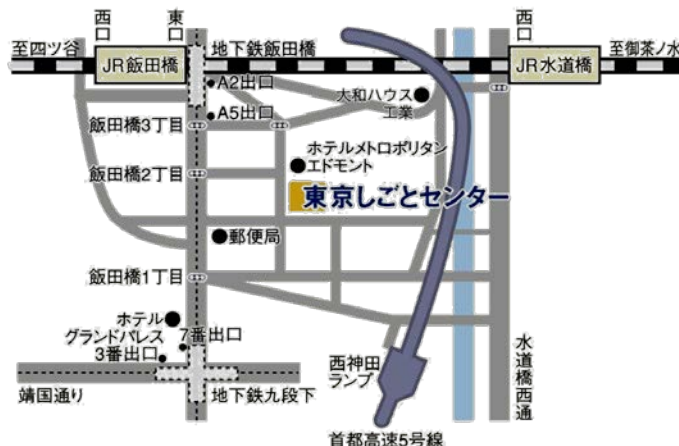 西口
東口
西口
至四ツ谷
JR飯田橋
地下鉄飯田橋
JR水道橋
至御茶ノ水
A2出口
大和ハウス
工業
A5出口
飯田橋3丁目
ホテルメトロポリタン
エドモント
飯田橋2丁目
東京しごとセンター
郵便局
飯田橋1丁目
ホテル
グランドパレス
7番出口
3番出口
西神田
ランプ
水道橋西通
靖国通り
地下鉄九段下
首都高速5号線